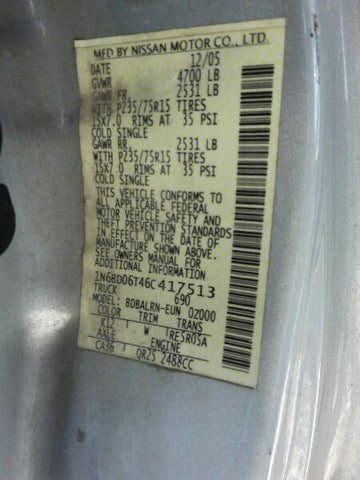 MFD BY NISSAN MOTOR CO., LTD.
DATE 12/05
GVWR 4700 LB
GAWR FR. 2531 LB
WITH P235/75R15 TIRES
15X7.0 RIMS AT 35 PSI
COLD SINGLE
GAWR RR. 2531 LB
WITH P235/75R15 TIRES
15X7.0 RIMS AT 35 PSI
COLD SINGLE
THIS VEHICLE CONFORMS TO
ALL APPLICABLE FEDERAL
MOTOR VEHICLE SAFETY AND
THEFT PREVENTION STANDARDS
IN EFFECT ON THE DATE OF
MANUFACTURE SHOWN ABOVE.
SEE OWNERS MANUAL FOR
ADDITIONAL INFORMATION
1N6BD06T46C417513
TRUCK 690
MODEL: BDBALRN-EUN 0Z000
COLOR TRIM TRANS
K12 W RE5R05A
AXLE ENGINE
CA36 QR25 2488CC